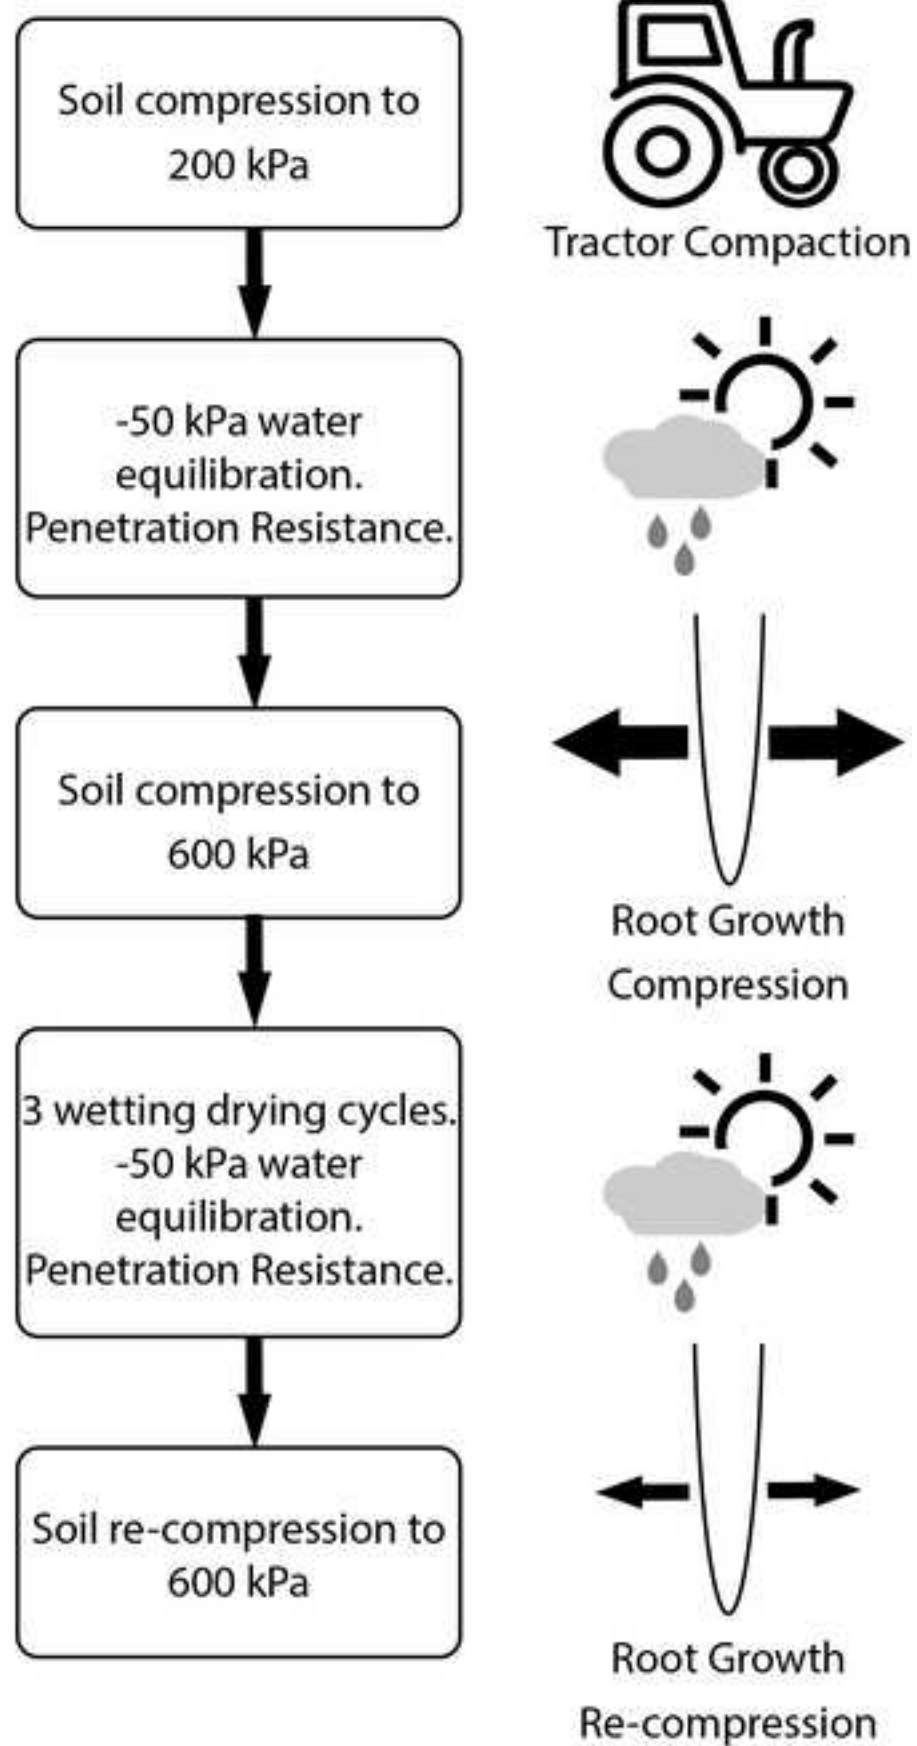 Soil compression to
200 kPa
Tractor Compaction
-50 kPa water
equilibration.
Penetration Resistance.
Soil compression to
600 kPa
Root Growth
Compression
3 wetting drying cycles.
-50 kPa water
equilibration.
Penetration Resistance.
Soil re-compression to
600 kPa
Root Growth
Re-compression